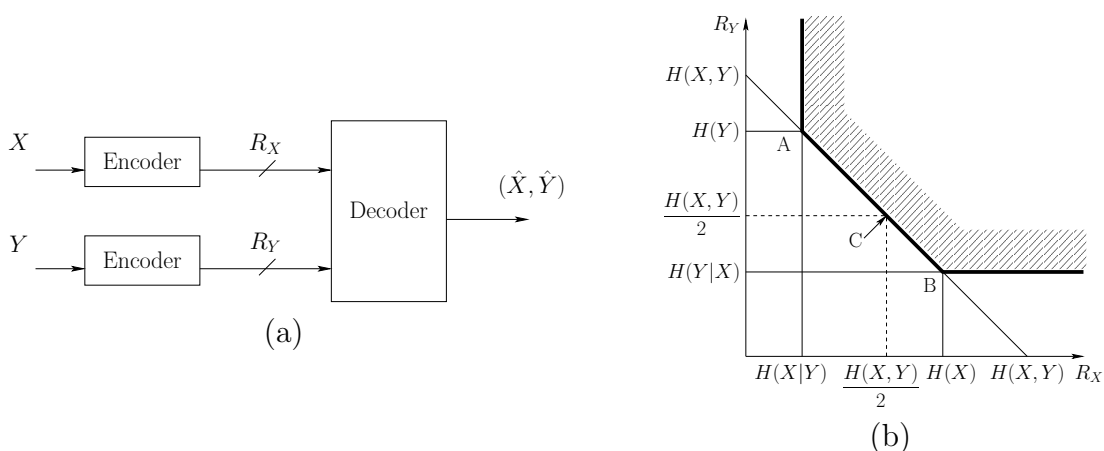 X
Encoder
R_X
Y
Encoder
R_Y
Decoder
(X̂, Ŷ)
(a)
R_Y
H(X, Y)
H(Y)
A
H(X, Y)
2
C
H(Y|X)
B
H(X|Y)
H(X, Y)
2
H(X)
H(X, Y)
R_X
(b)